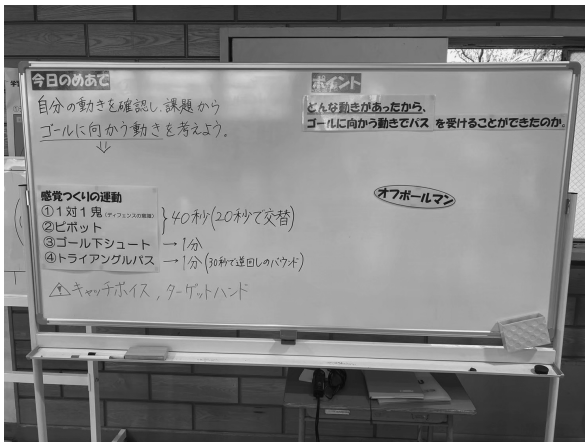 今日のめあて
自分の動きを確認し、課題から
ゴールに向かう動きを考えよう。
⇓
感覚つくりの運動
①1対1鬼(ディフェンスの意識)
②ピボット
}40秒(20秒で交替)
③ゴール下シュート →1分
④トライアングルパス →1分(30秒で逆回しのバウンド)
⚠キャッチボイス, ターゲットハンド
ポイント
どんな動きがあったから、
ゴールに向かう動きでパス を受けることができたのか。
オフボールマン